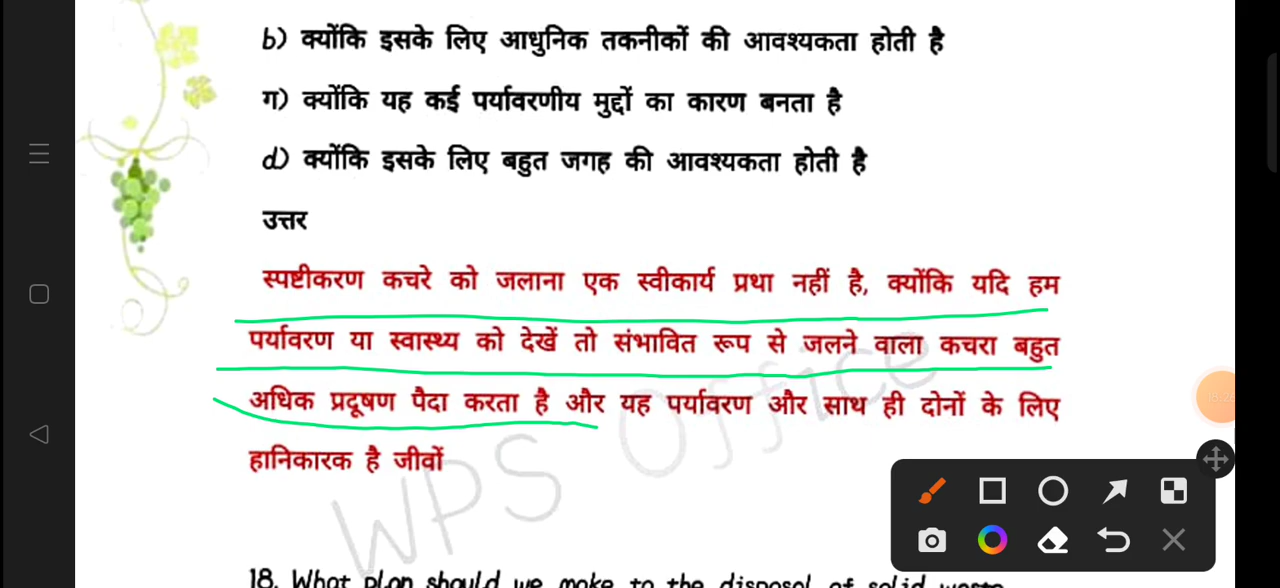 b) क्योंकि इसके लिए आधुनिक तकनीकों की आवश्यकता होती है
ग) क्योंकि यह कई पर्यावरणीय मुद्दों का कारण बनता है
d) क्योंकि इसके लिए बहुत जगह की आवश्यकता होती है
उत्तर
स्पष्टीकरण कचरे को जलाना एक स्वीकार्य प्रथा नहीं है, क्योंकि यदि हम
पर्यावरण या स्वास्थ्य को देखें तो संभावित रूप से जलने वाला कचरा बहुत
अधिक प्रदूषण पैदा करता है और यह पर्यावरण और साथ ही दोनों के लिए
हानिकारक है जीवों
WPS Office
18. What plan should we make to the disposal of solid waste